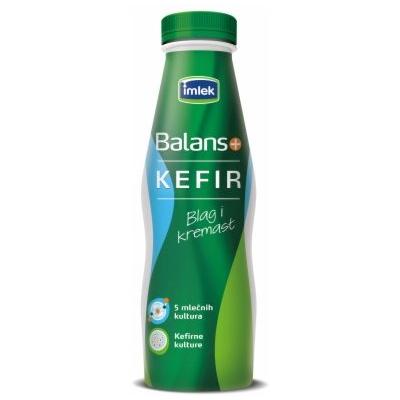 imlek
Balans+
KEFIR
Blag i
kremast
5 mlečnih
kultura
Kefirne
kulture